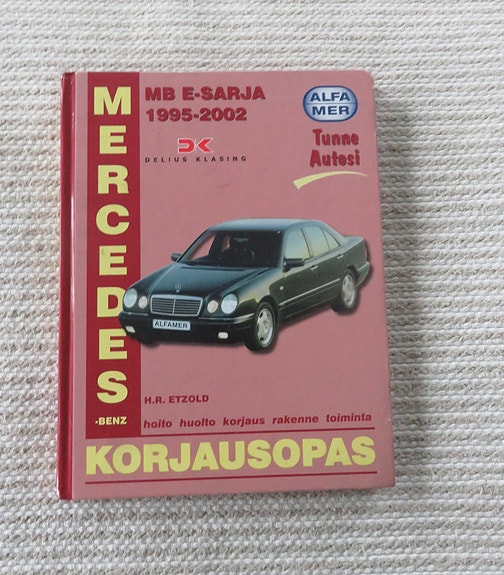 MERCEDES
-BENZ
MB E-SARJA
1995-2002
DK
DELIUS KLASING
ALFA
MER
Tunne
Autosi
ALFAMER
H.R. ETZOLD
hoito huolto korjaus rakenne toiminta
KORJAUSOPAS